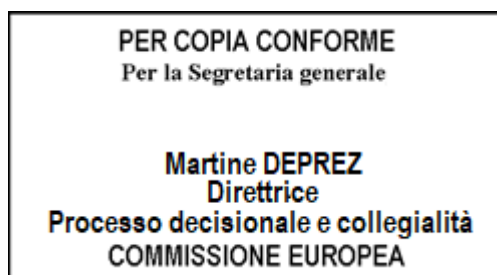 PER COPIA CONFORME
Per la Segretaria generale
Martine DEPREZ
Direttrice
Processo decisionale e collegialità
COMMISSIONE EUROPEA